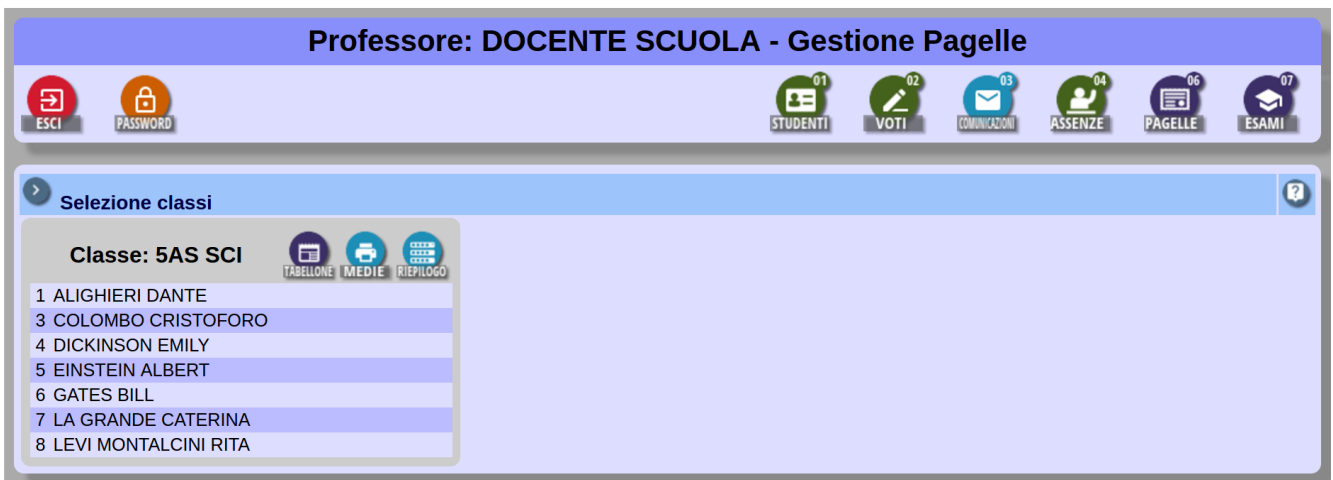 Professore: DOCENTE SCUOLA - Gestione Pagelle
ESCI PASSWORD 01 STUDENTI 02 VOTI 03 COMUNICAZIONI 04 ASSENZE 06 PAGELLE 07 ESAMI
Selezione classi ?
Classe: 5AS SCI TABELLONE MEDIE RIEPILOGO
1 ALIGHIERI DANTE
3 COLOMBO CRISTOFORO
4 DICKINSON EMILY
5 EINSTEIN ALBERT
6 GATES BILL
7 LA GRANDE CATERINA
8 LEVI MONTALCINI RITA